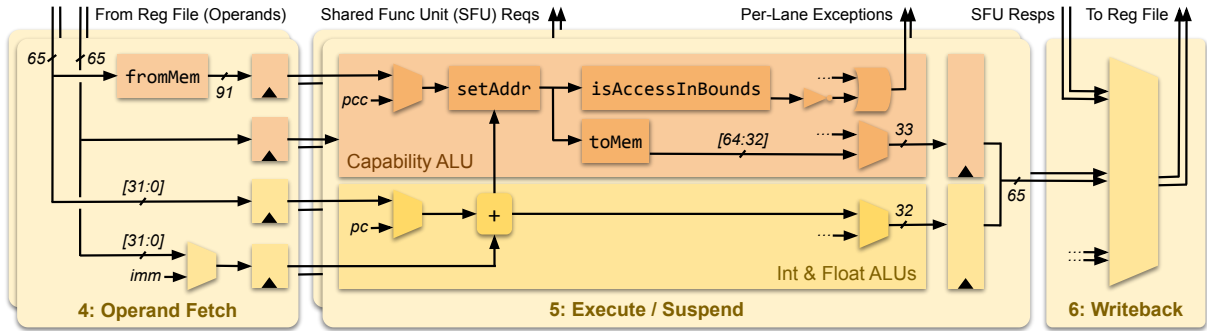 From Reg File (Operands)
Shared Func Unit (SFU) Reqs
Per-Lane Exceptions
SFU Resps
To Reg File
65
65
fromMem
91
pcc
setAddr
isAccessInBounds
toMem
[64:32]
33
Capability ALU
65
[31:0]
pc
+
32
[31:0]
imm
Int & Float ALUs
4: Operand Fetch
5: Execute / Suspend
6: Writeback